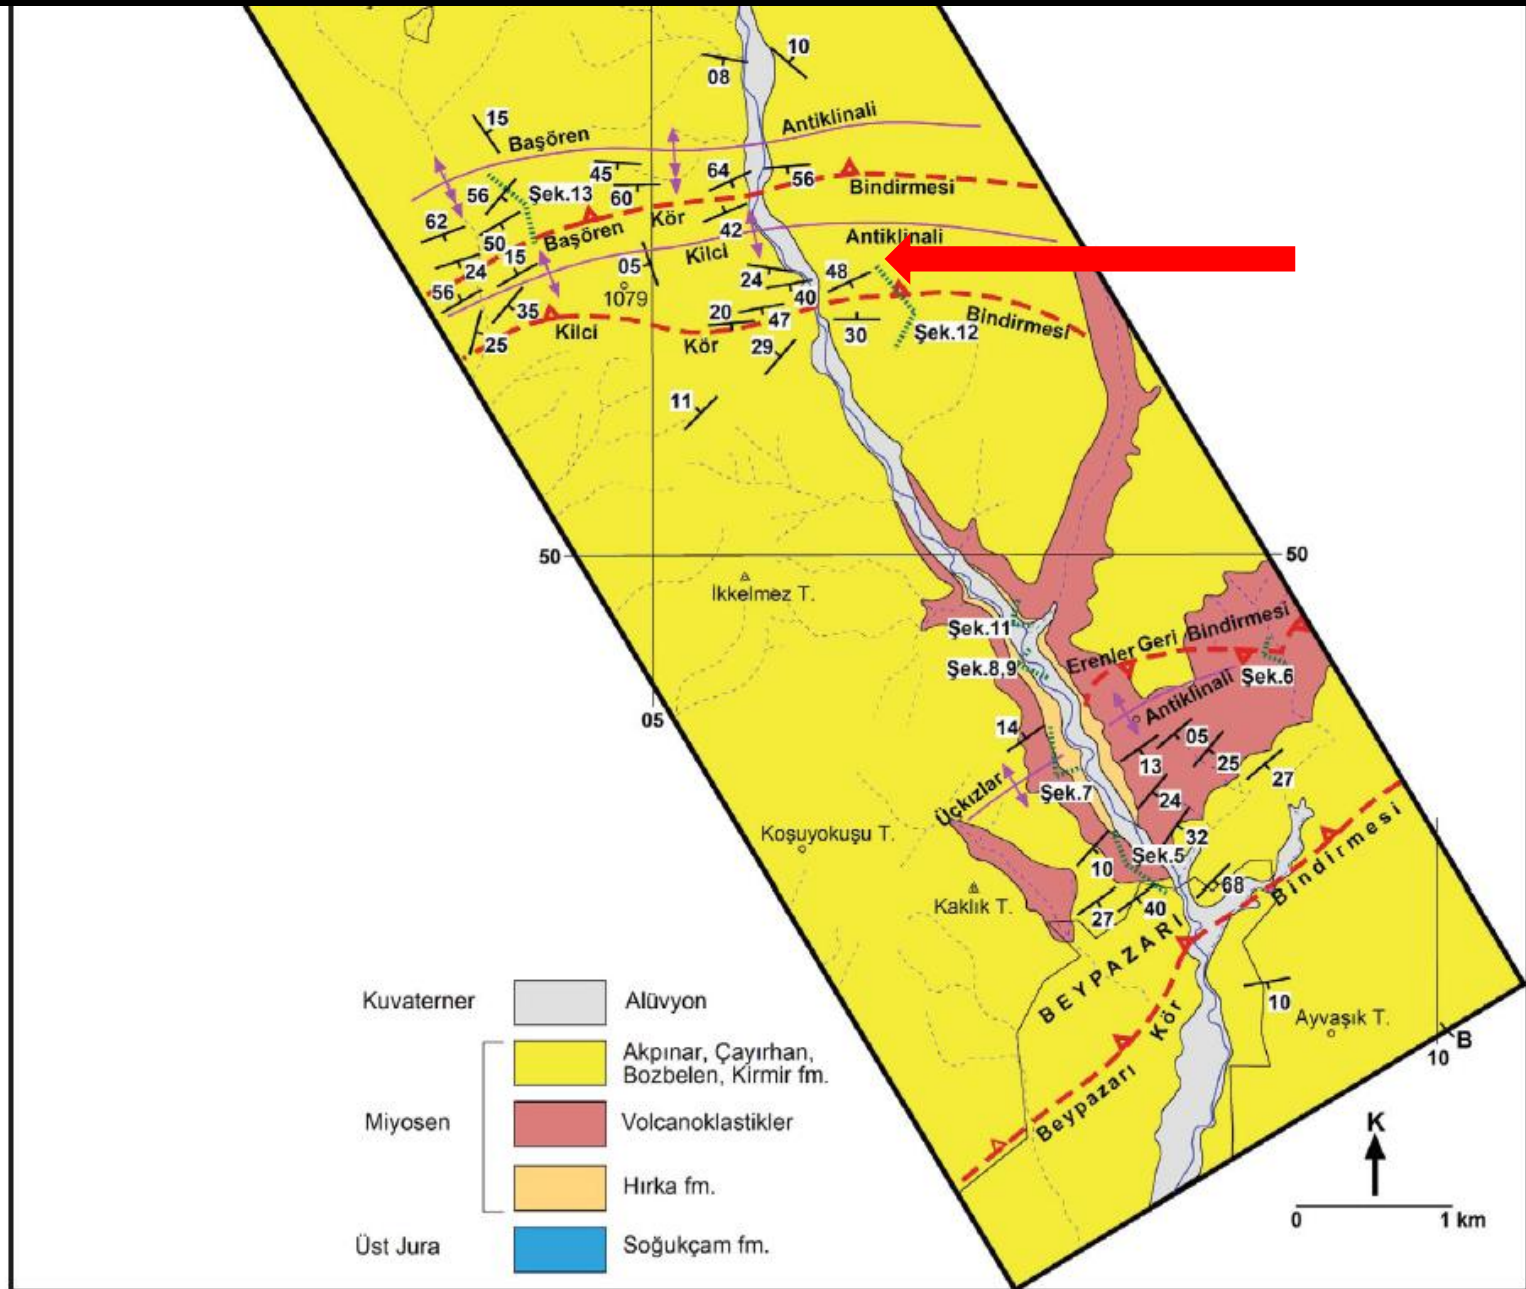 10
08
15
Başören
Antiklinali
45
64
56
56
Şek.13
60
Bindirmesi
62
50
Başören
Kör
42
Antiklinali
24
15
05
Kilci
24
48
56
1079
40
35
20
47
30
Bindirmesi
Şek.12
25
Kilci
Kör
29
11
50
50
İkkelmez T.
Şek.11
Erenler Geri Bindirmesi
Şek.8,9
Şek.6
05
Antiklinali
14
05
13
25
27
Üçkızlar
Şek.7
24
Koşuyokuşu T.
32
Şek.5
10
68
Kaklık T.
27
40
BEYPAZARI
Bindirmesi
Kör
Beypazarı
10
Ayvaşık T.
B
10
Kuvaterner
Alüvyon
Akpınar, Çayırhan,
Bozbelen, Kirmir fm.
Miyosen
Volcanoklastikler
Hırka fm.
Üst Jura
Soğukçam fm.
K
0 1 km